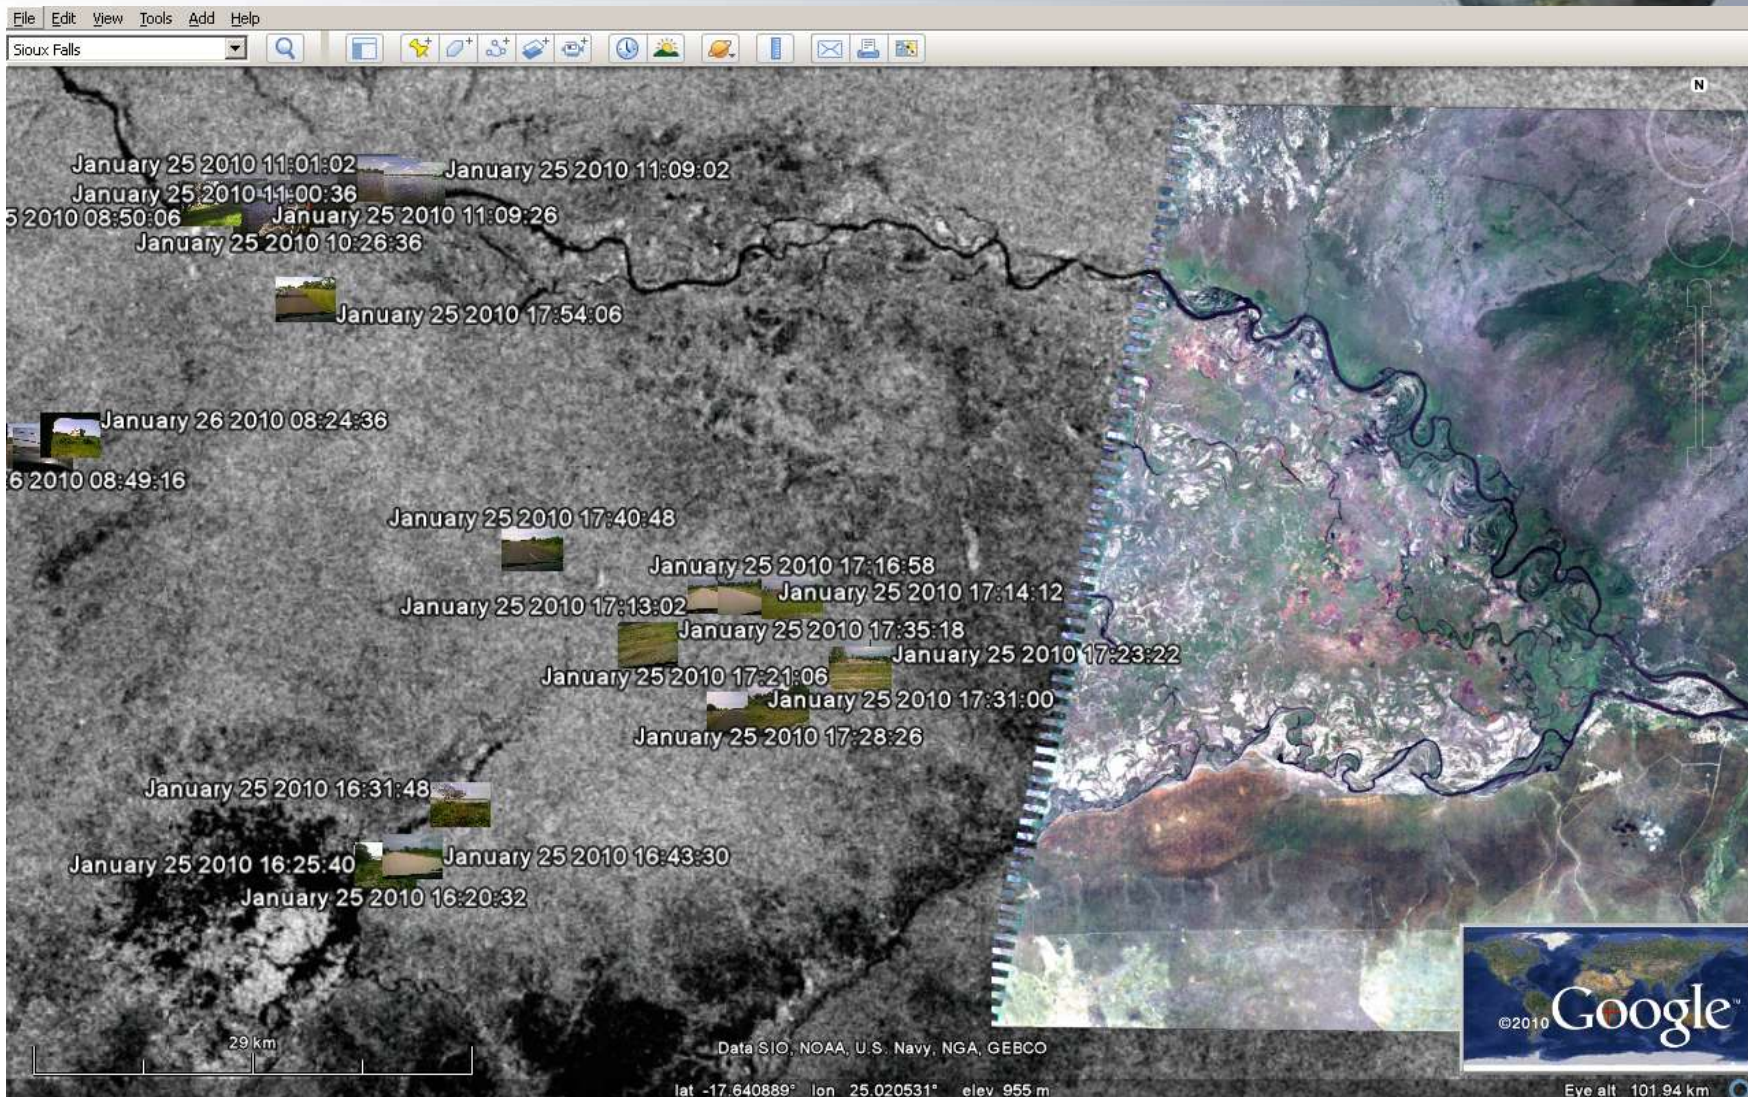 File Edit View Tools Add Help
Sioux Falls
N
January 25 2010 11:01:02
January 25 2010 11:09:02
January 25 2010 11:00:36
5 2010 08:50:06
January 25 2010 11:09:26
January 25 2010 10:26:36
January 25 2010 17:54:06
January 26 2010 08:24:36
6 2010 08:49:16
January 25 2010 17:40:48
January 25 2010 17:16:58
January 25 2010 17:14:12
January 25 2010 17:13:02
January 25 2010 17:35:18
January 25 2010 17:23:22
January 25 2010 17:21:06
January 25 2010 17:31:00
January 25 2010 17:28:26
January 25 2010 16:31:48
January 25 2010 16:25:40
January 25 2010 16:43:30
January 25 2010 16:20:32
29 km
©2010 Google™
Data SIO, NOAA, U.S. Navy, NGA, GEBCO
lat -17.640889° lon 25.020531° elev 955 m
Eye alt 101.94 km